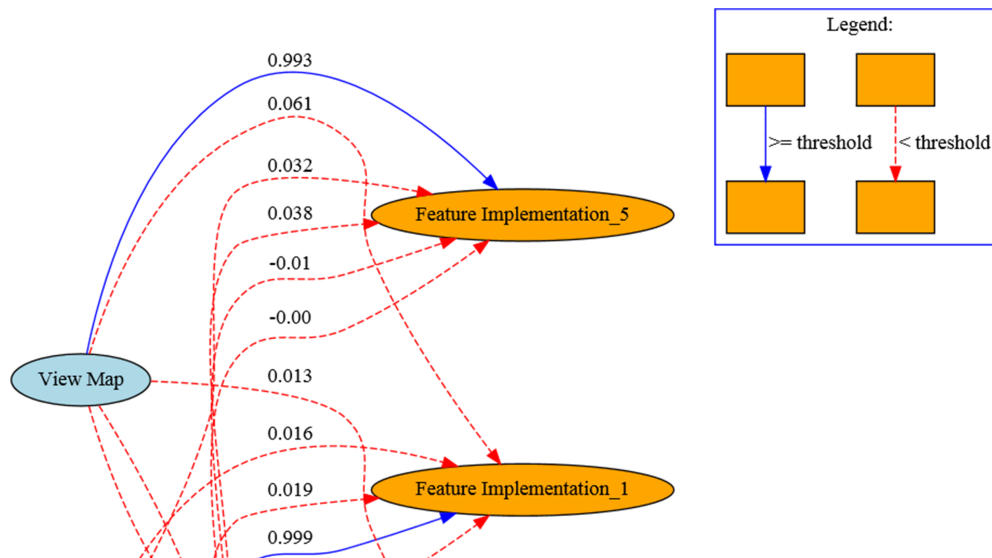 Legend:
0.993
0.061
>= threshold
< threshold
0.032
0.038
Feature Implementation_5
-0.01
-0.00
View Map
0.013
0.016
0.019
Feature Implementation_1
0.999